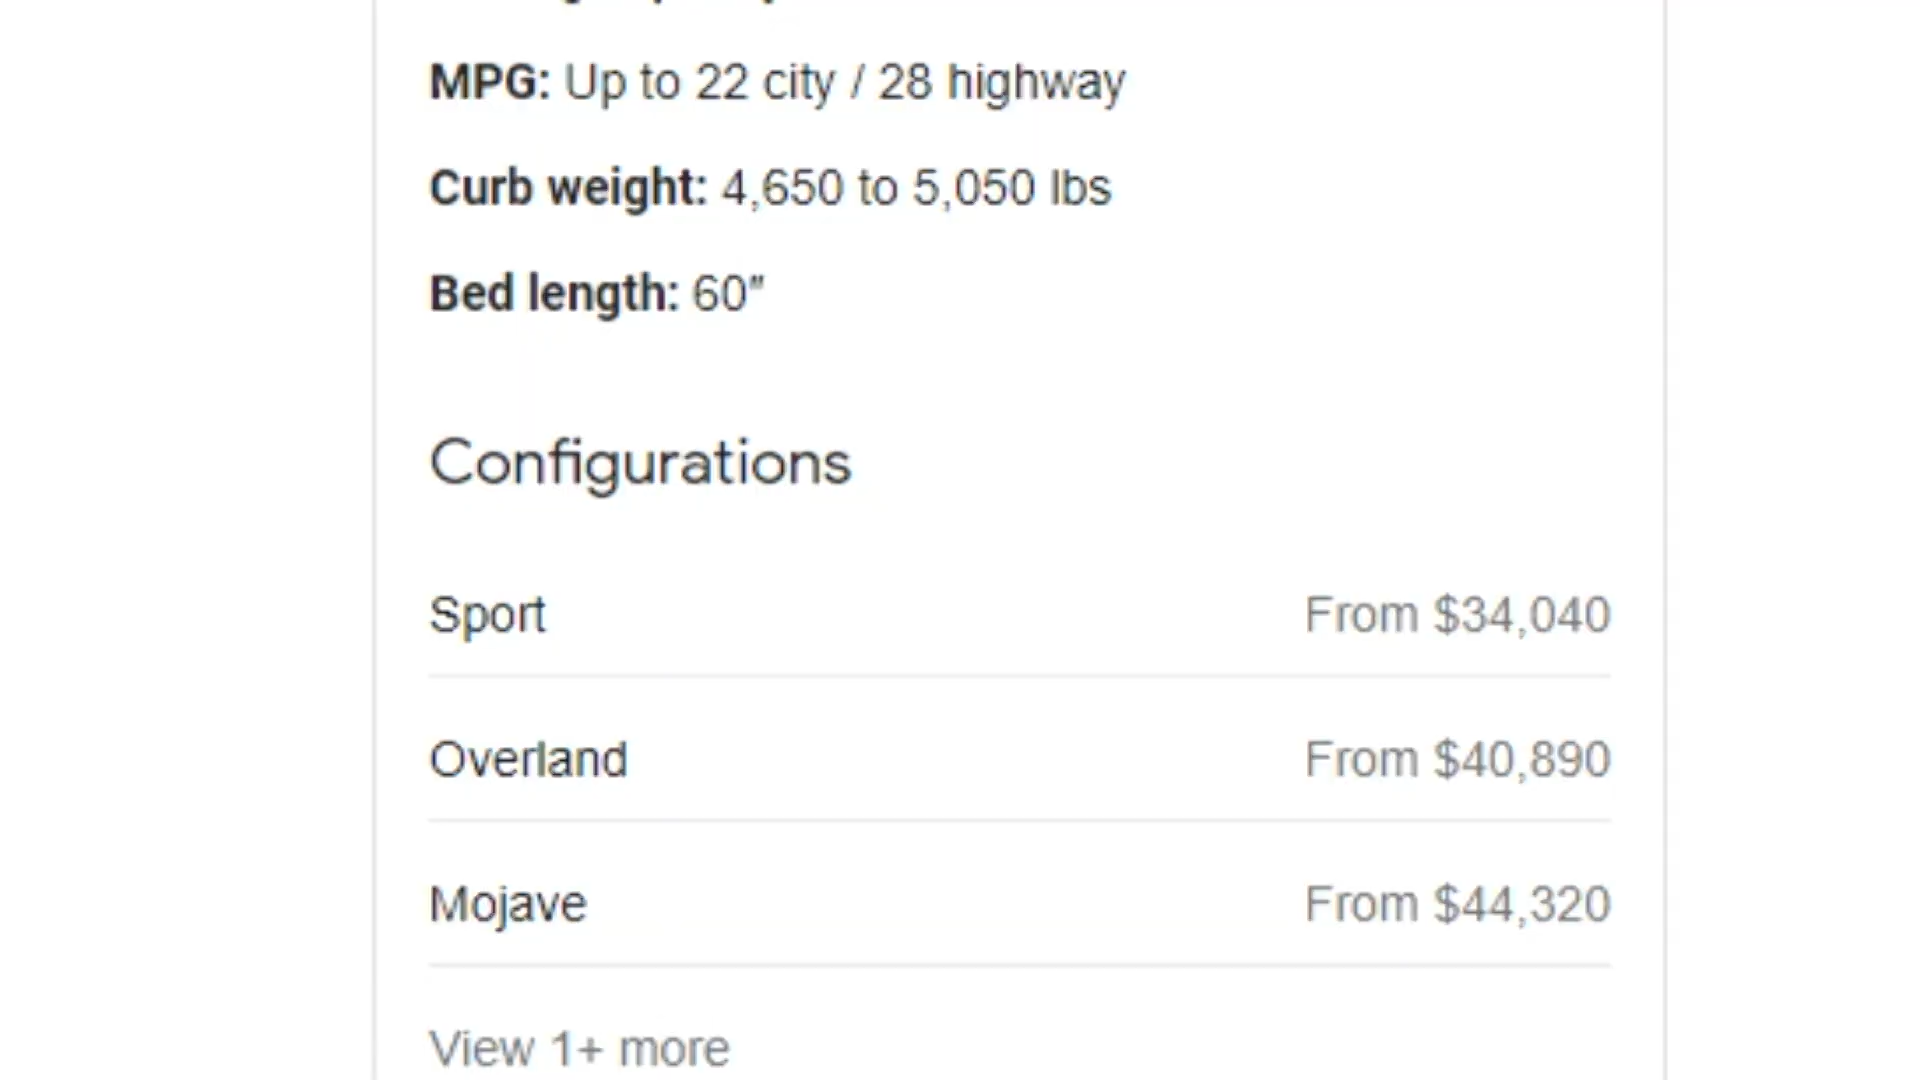 MPG: Up to 22 city / 28 highway
Curb weight: 4,650 to 5,050 lbs
Bed length: 60″
Configurations
Sport From $34,040
Overland From $40,890
Mojave From $44,320
View 1+ more